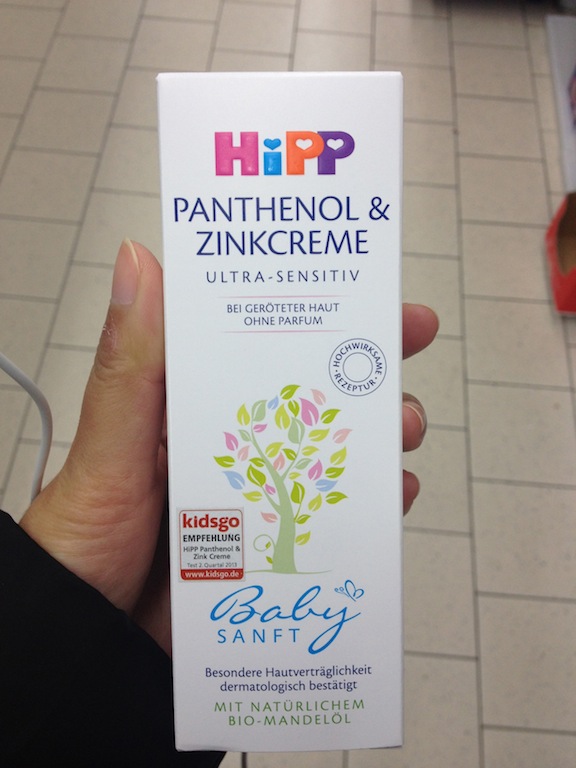 HiPP
PANTHENOL &
ZINKCREME
ULTRA-SENSITIV
BEI GERÖTETER HAUT
OHNE PARFUM
HOCHWIRKSAME
REZEPTUR
kidsgo
EMPFEHLUNG
HiPP Panthenol &
Zink Creme
Test 2. Quartal 2013
www.kidsgo.de
Baby
SANFT
Besondere Hautverträglichkeit
dermatologisch bestätigt
MIT NATÜRLICHEM
BIO-MANDELÖL